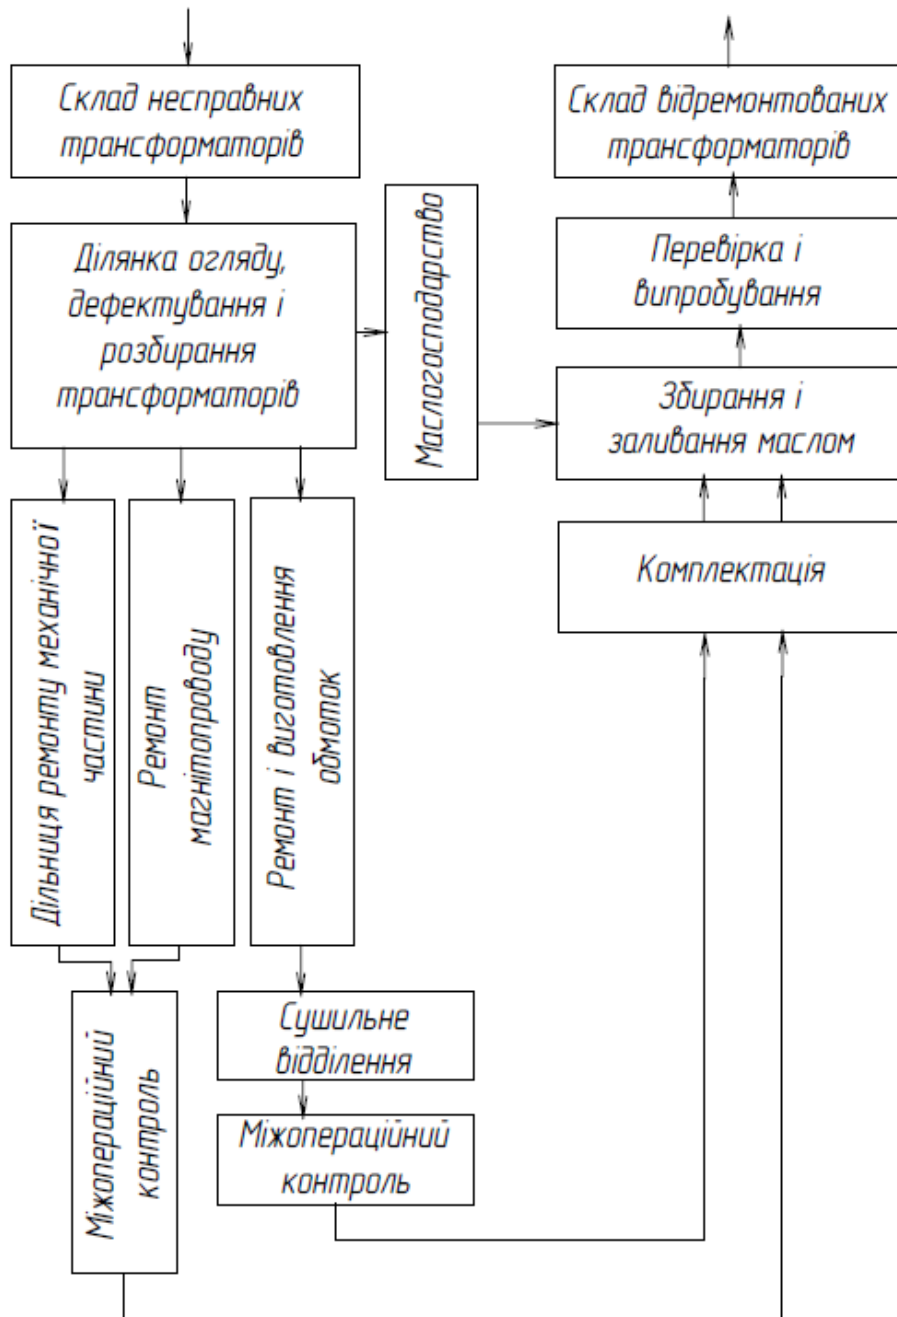 Склад несправних
трансформаторів
Ділянка огляду,
дефектування і
розбирання
трансформаторів
Маслогосподарство
Склад відремонтованих
трансформаторів
Перевірка і
випробування
Збирання і
заливання маслом
Комплектація
Дільниця ремонту механічної
частини
Ремонт
магнітопроводу
Ремонт і виготовлення
обмоток
Сушильне
відділення
Міжопераційний
контроль
Міжопераційний
контроль